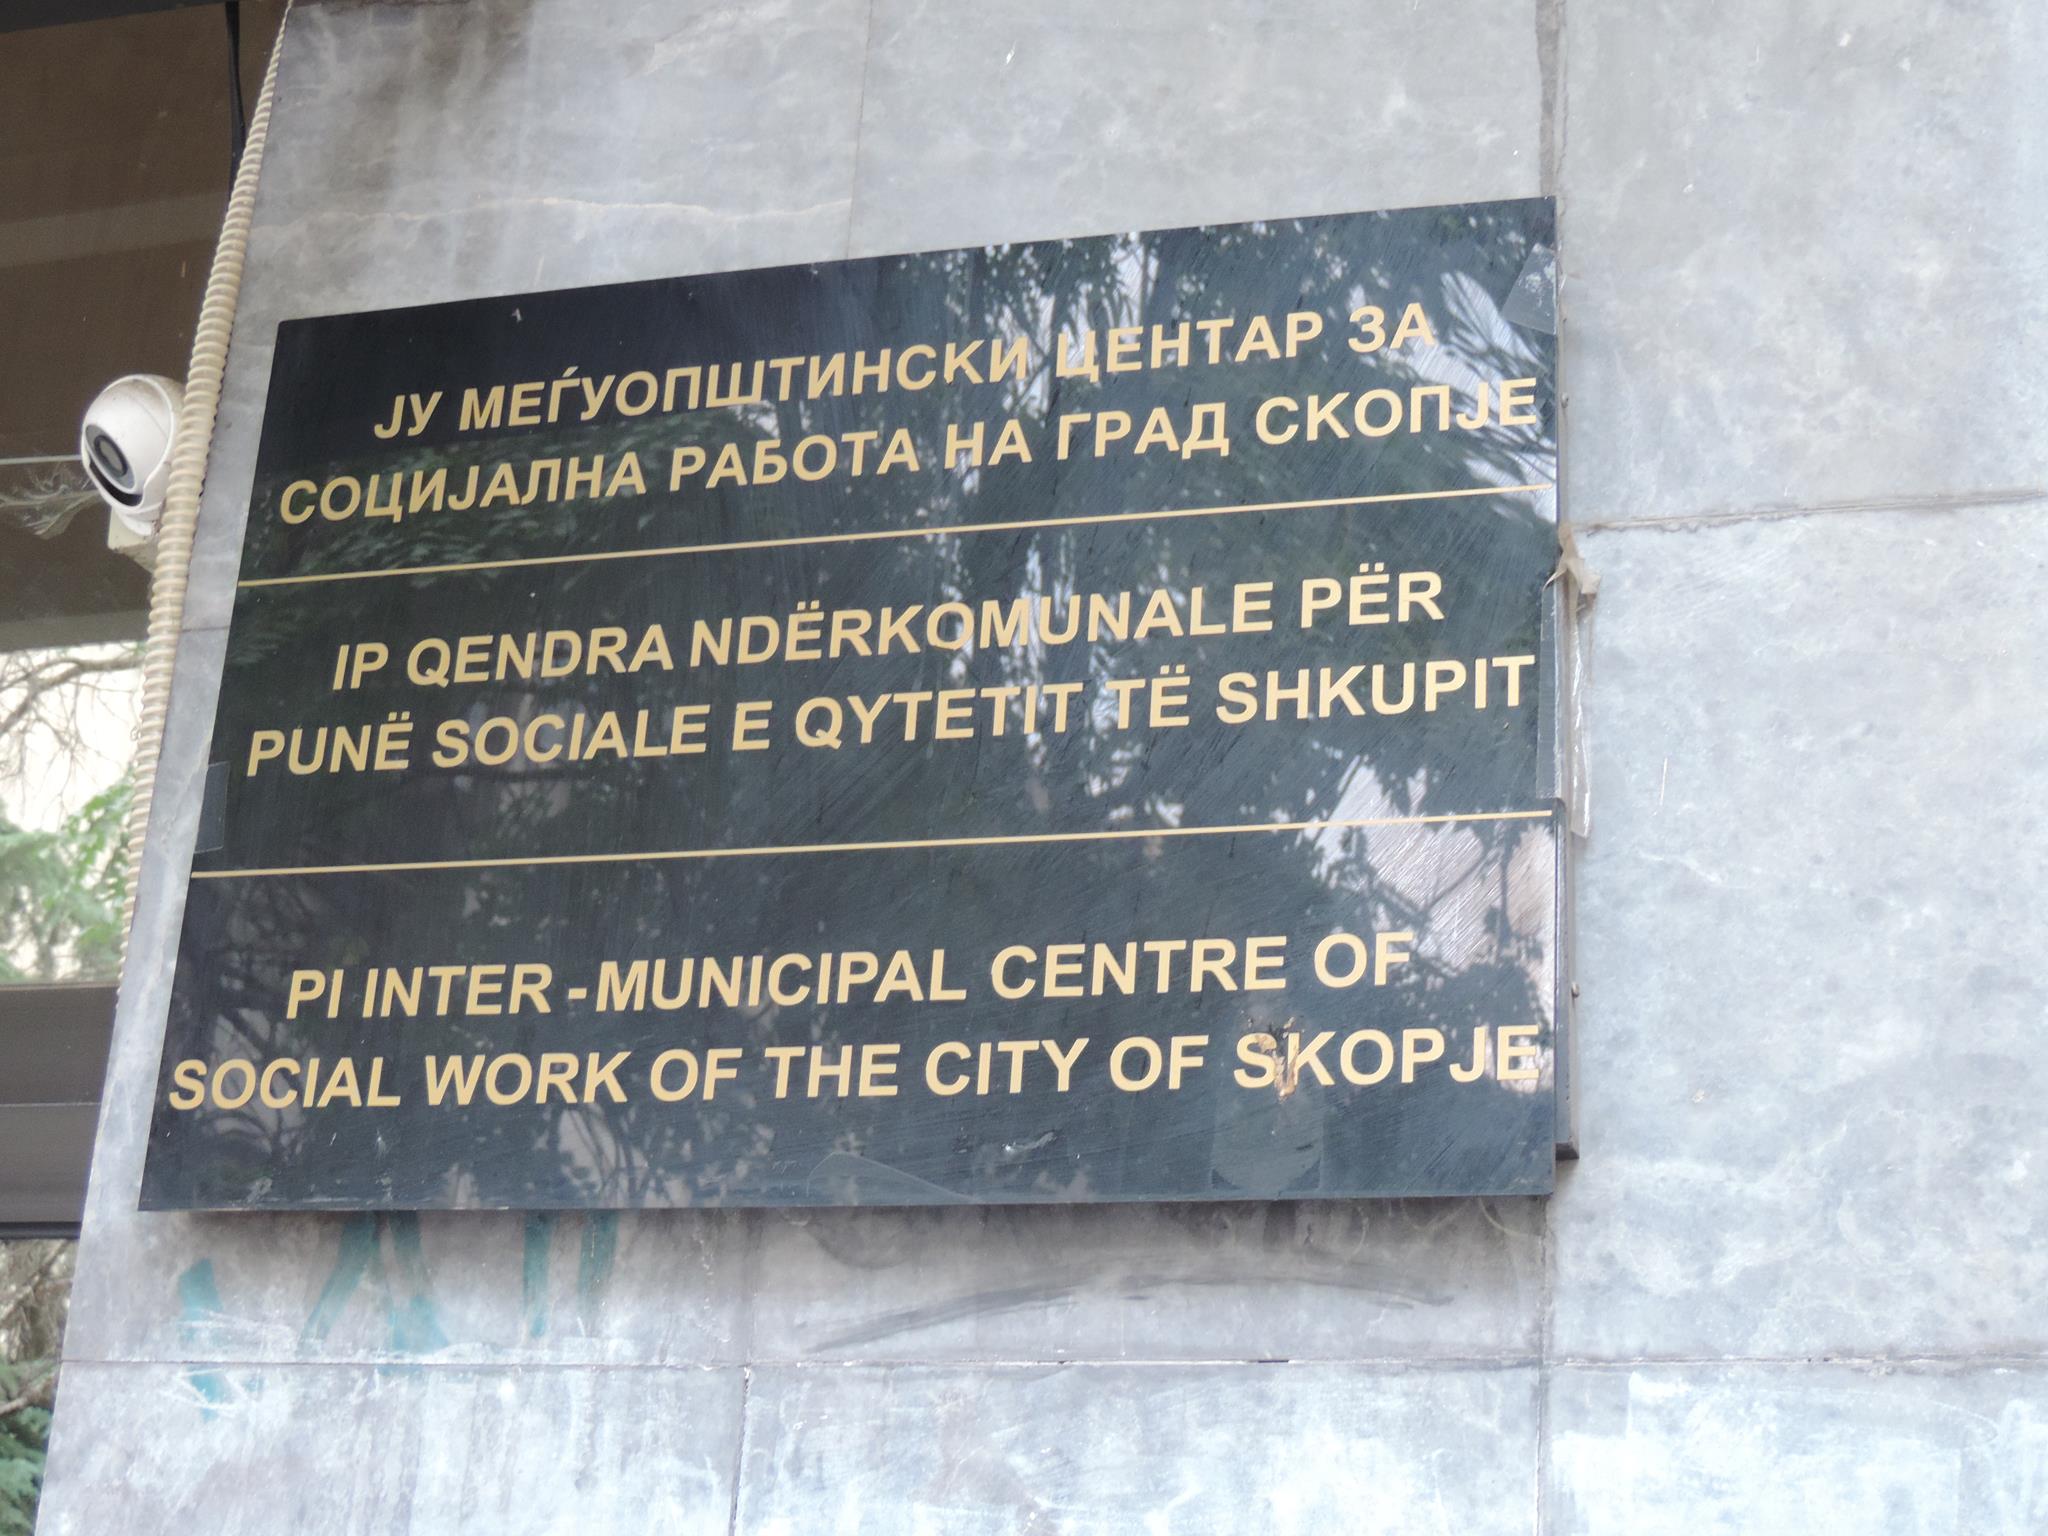 ЈУ МЕЃУОПШТИНСКИ ЦЕНТАР ЗА
СОЦИЈАЛНА РАБОТА НА ГРАД СКОПЈЕ
IP QENDRA NDËRKOMUNALE PËR
PUNË SOCIALE E QYTETIT TË SHKUPIT
PI INTER - MUNICIPAL CENTRE OF
SOCIAL WORK OF THE CITY OF SKOPJE